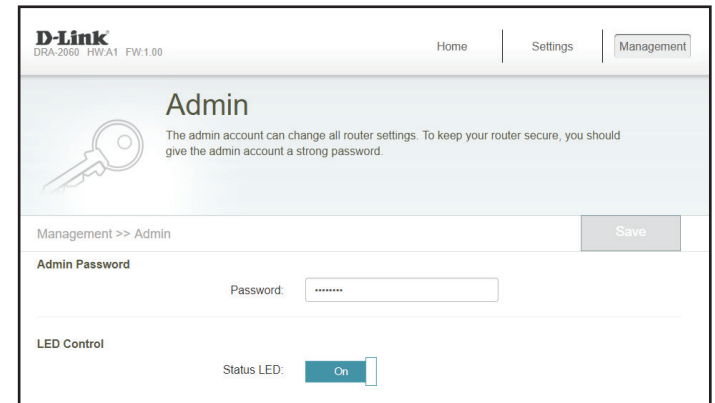 D-Link
DRA-2060 HW:A1 FW:1.00
Home Settings Management
Admin
The admin account can change all router settings. To keep your router secure, you should
give the admin account a strong password.
Management >> Admin
Save
Admin Password
Password: ••••••••
LED Control
Status LED: On